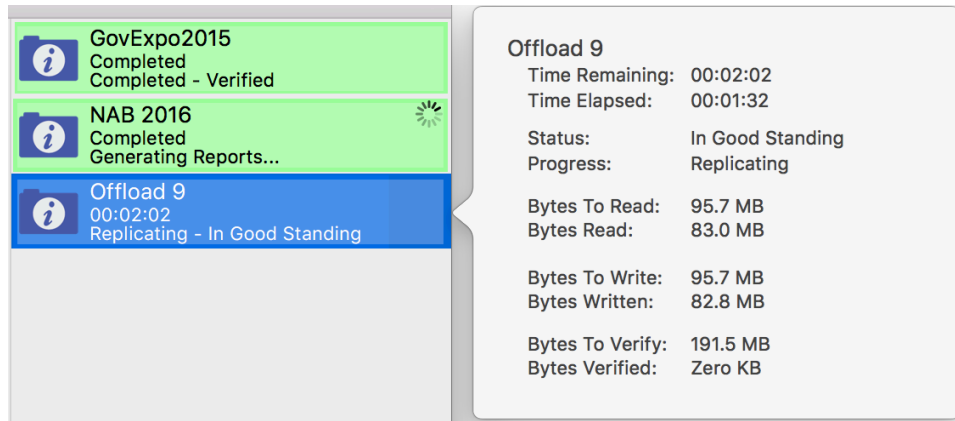 GovExpo2015
Completed
Completed - Verified
NAB 2016
Completed
Generating Reports...
Offload 9
00:02:02
Replicating - In Good Standing
Offload 9
Time Remaining: 00:02:02
Time Elapsed: 00:01:32
Status: In Good Standing
Progress: Replicating
Bytes To Read: 95.7 MB
Bytes Read: 83.0 MB
Bytes To Write: 95.7 MB
Bytes Written: 82.8 MB
Bytes To Verify: 191.5 MB
Bytes Verified: Zero KB